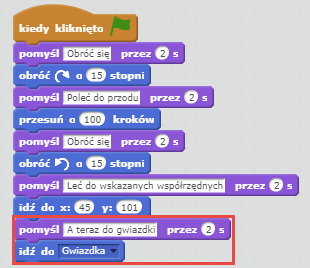 kiedy kliknięto
pomyśl Obróć się przez 2 s
obróć o 15 stopni
pomyśl Poleć do przodu przez 2 s
przesuń o 100 kroków
pomyśl Obróć się przez 2 s
obróć o 15 stopni
pomyśl Leć do wskazanych współrzędnych przez 2 s
idź do x: 45 y: 101
pomyśl A teraz do gwiazdki przez 2 s
idź do Gwiazdka